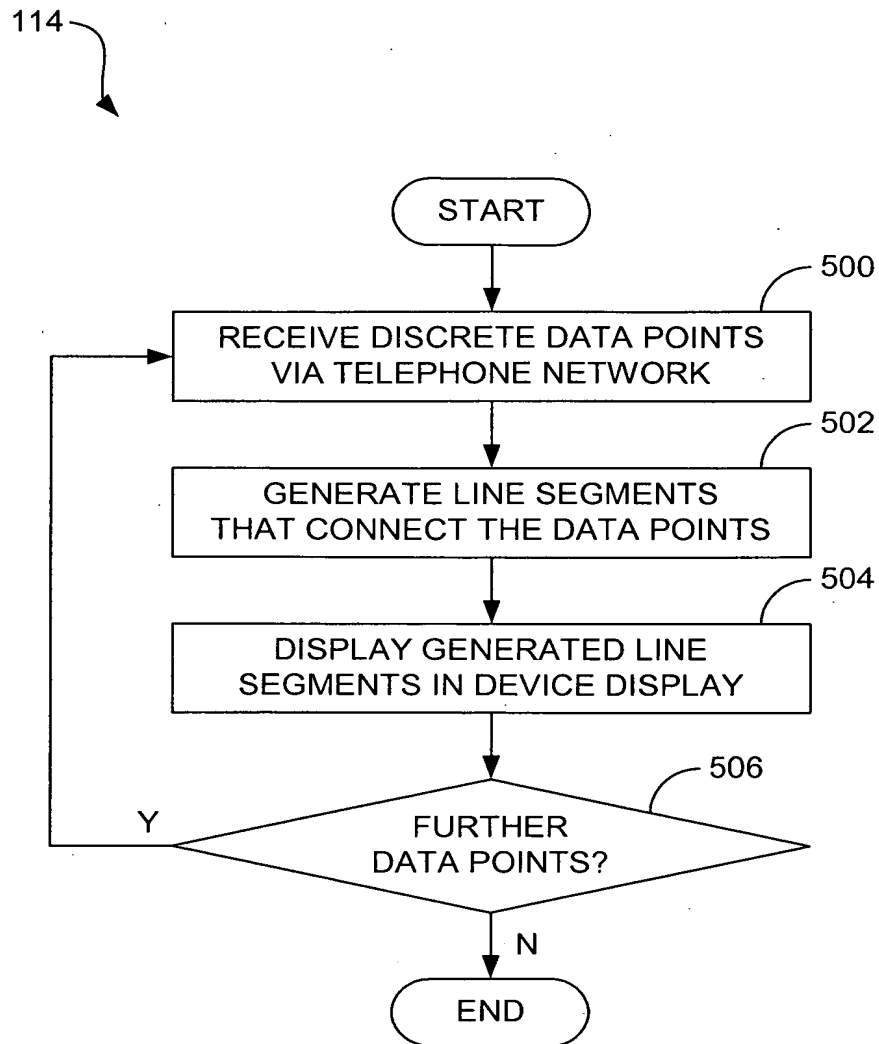 114
START
500
RECEIVE DISCRETE DATA POINTS
VIA TELEPHONE NETWORK
502
GENERATE LINE SEGMENTS
THAT CONNECT THE DATA POINTS
504
DISPLAY GENERATED LINE
SEGMENTS IN DEVICE DISPLAY
506
FURTHER
DATA POINTS?
Y
N
END